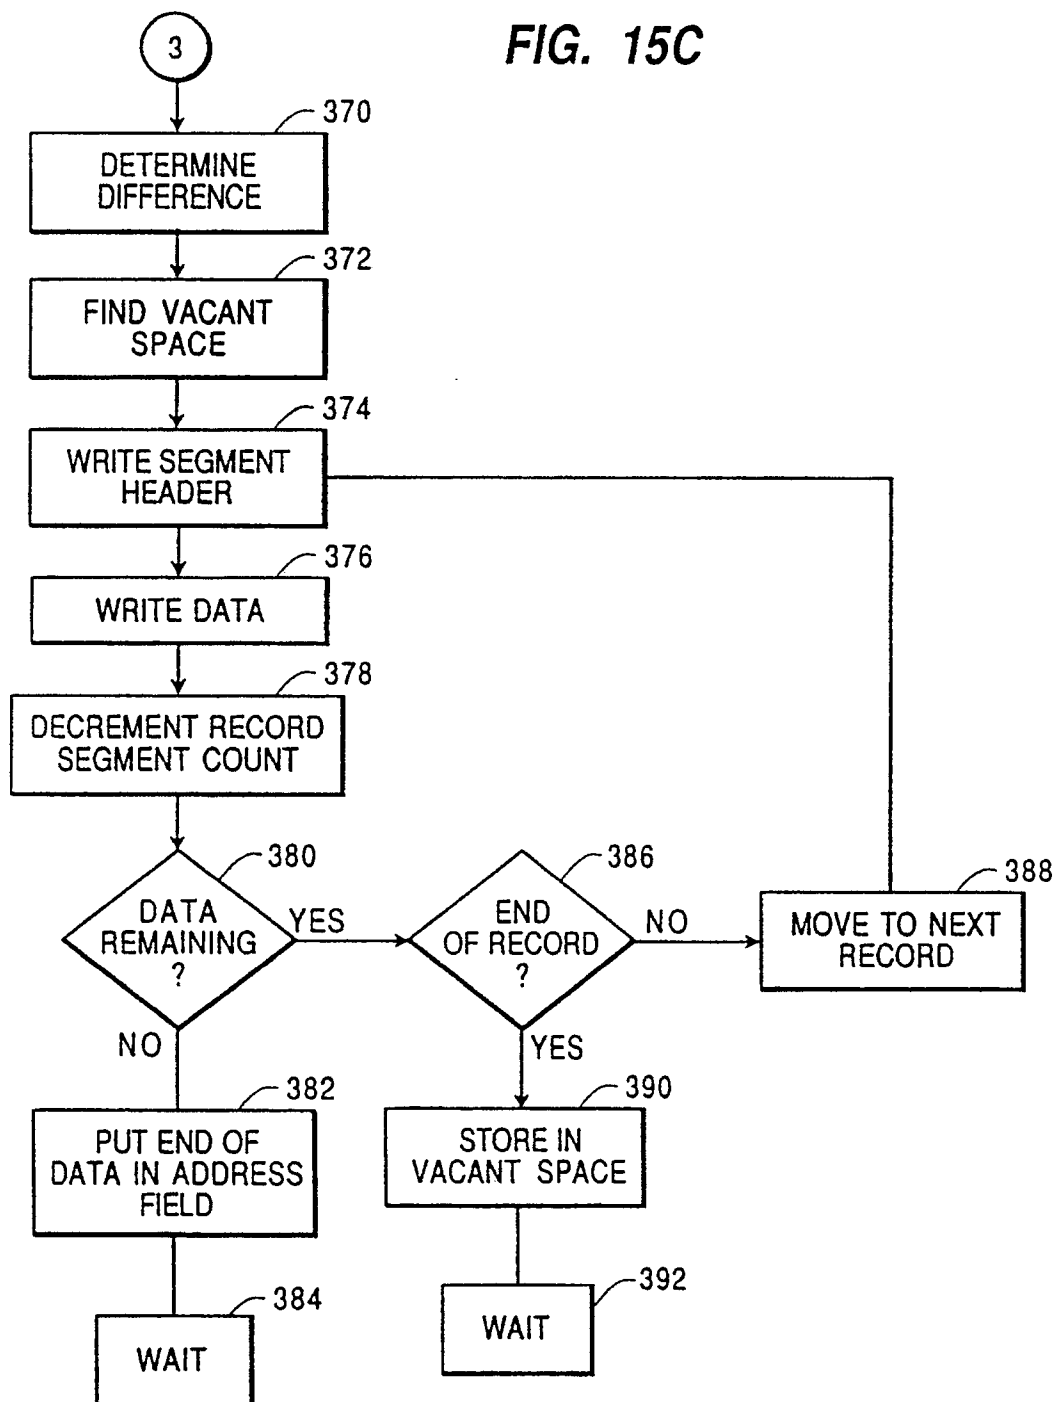 3
FIG. 15C
370
DETERMINE
DIFFERENCE
372
FIND VACANT
SPACE
374
WRITE SEGMENT
HEADER
376
WRITE DATA
378
DECREMENT RECORD
SEGMENT COUNT
380
DATA
REMAINING
?
YES
NO
386
END
OF RECORD
?
NO
YES
388
MOVE TO NEXT
RECORD
382
PUT END OF
DATA IN ADDRESS
FIELD
390
STORE IN
VACANT SPACE
384
WAIT
392
WAIT